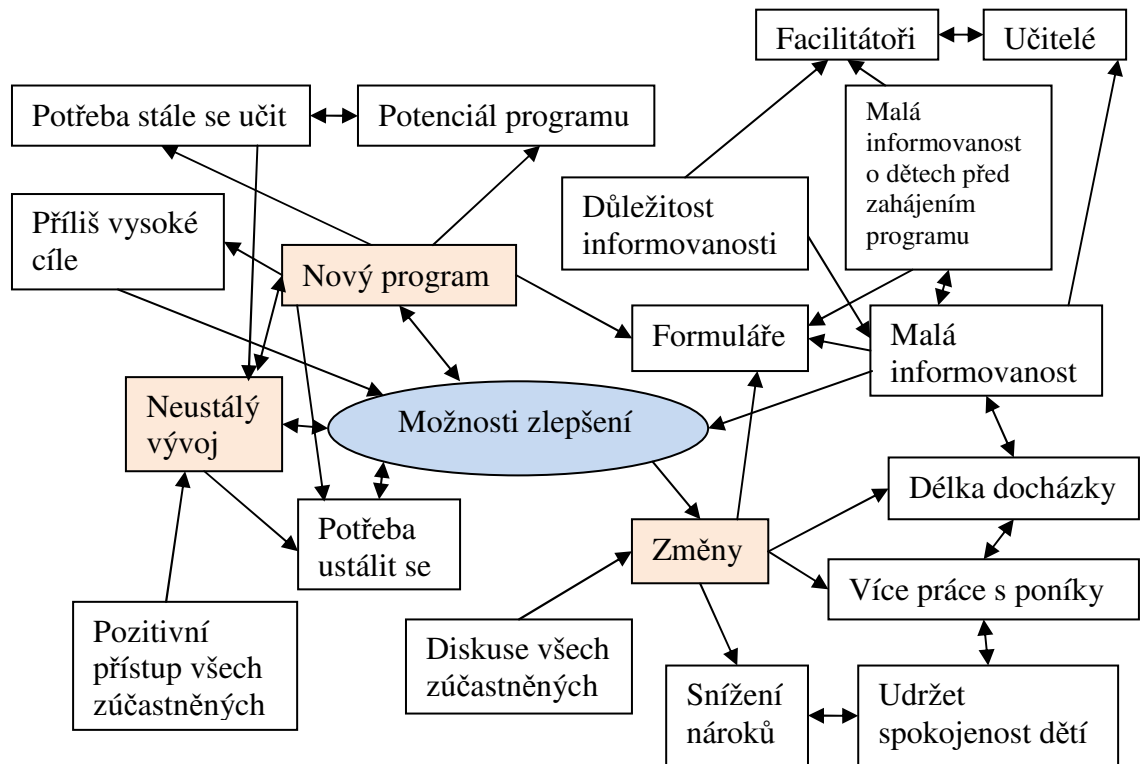 Facilitátoři
Učitelé
Potřeba stále se učit
Potenciál programu
Malá
informovanost
o dětech před
zahájením
programu
Příliš vysoké
cíle
Důležitost
informovanosti
Nový program
Formuláře
Malá
informovanost
Neustálý
vývoj
Možnosti zlepšení
Délka docházky
Potřeba
ustálit se
Změny
Více práce s poníky
Pozitivní
přístup všech
zúčastněných
Diskuse všech
zúčastněných
Snížení
nároků
Udržet
spokojenost dětí